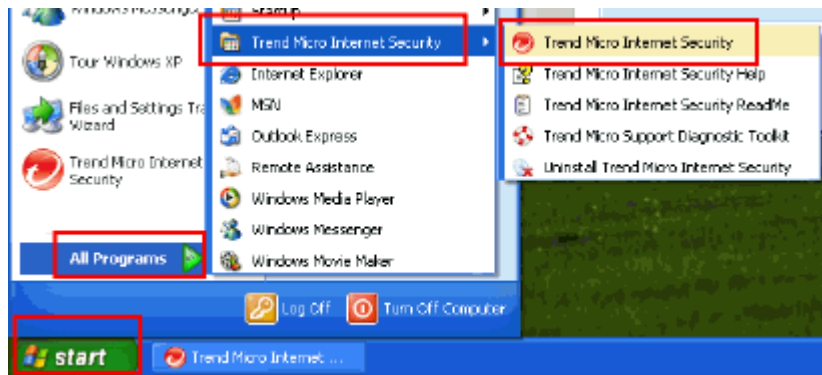 Windows Messenger
Tour Windows XP
Files and Settings Tra
Wizard
Trend Micro Internet
Security
All Programs
Startup
Trend Micro Internet Security
Internet Explorer
MSN
Outlook Express
Remote Assistance
Windows Media Player
Windows Messenger
Windows Movie Maker
Trend Micro Internet Security
Trend Micro Internet Security Help
Trend Micro Internet Security ReadMe
Trend Micro Support Diagnostic Toolkit
Uninstall Trend Micro Internet Security
Log Off
Turn Off Computer
start
Trend Micro Internet ...